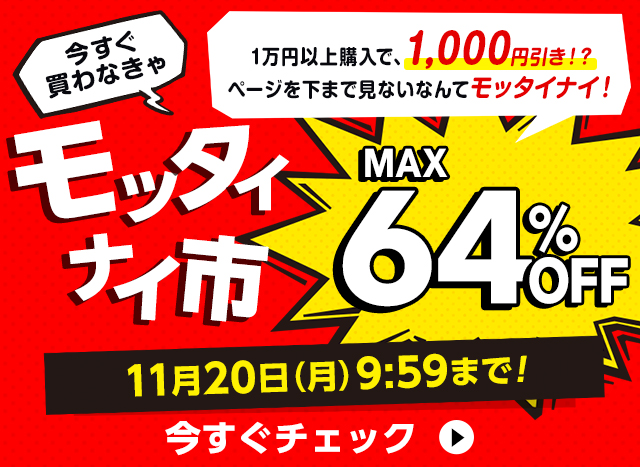 今すぐ
買わなきゃ
1万円以上購入で、1,000円引き!?
ページを下まで見ないなんてモッタイナイ!
モッタイ
ナイ市
MAX
64%OFF
11月20日(月)9:59まで!
今すぐチェック